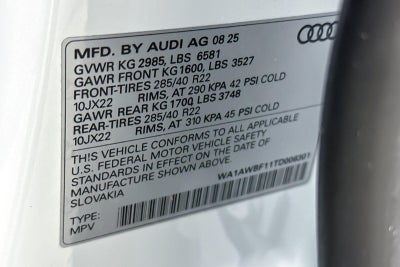 MFD. BY AUDI AG 08 25
GVWR KG 2985, LBS 6581
GAWR FRONT KG1600, LBS 3527
FRONT-TIRES 285/40 R22
10JX22 RIMS, AT 290 KPA 42 PSI COLD
GAWR REAR KG 1700, LBS 3748
REAR-TIRES 285/40 R22
10JX22 RIMS, AT 310 KPA 45 PSI COLD
THIS VEHICLE CONFORMS TO ALL APPLICABLE
U.S. FEDERAL MOTOR VEHICLE SAFETY
STANDARDS IN EFFECT ON THE DATE OF
MANUFACTURE SHOWN ABOVE.
SLOVAKIA
WA1AWBF11TD008301
TYPE:
MPV